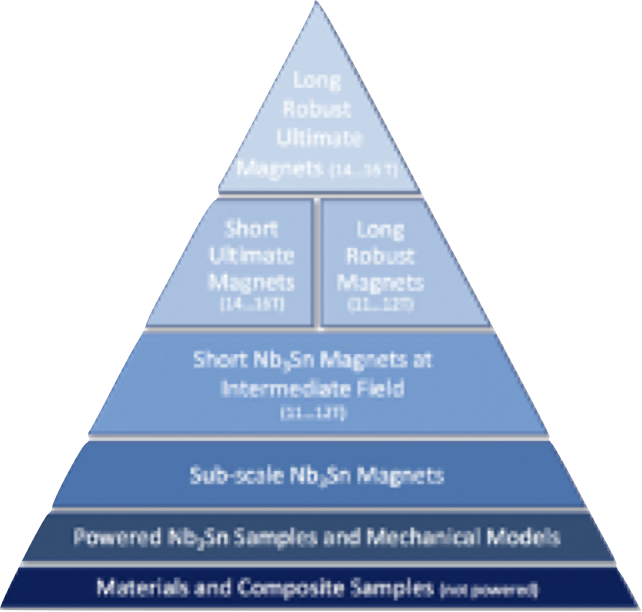 Long
Robust
Ultimate
Magnets (14...16T)
Short
Ultimate
Magnets
(14...16T)
Long
Robust
Magnets
(11...12T)
Short Nb₃Sn Magnets at
Intermediate Field
(11...12T)
Sub-scale Nb₃Sn Magnets
Powered Nb₃Sn Samples and Mechanical Models
Materials and Composite Samples (not powered)